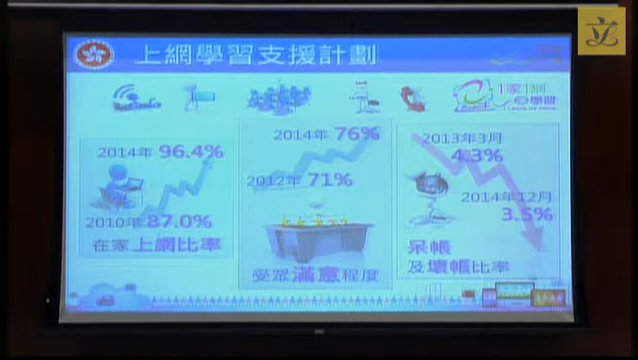 立
上網學習支援計劃
1家1網
e學習
2014年 96.4%
2010年 87.0%
在家上網比率
2014年 76%
2012年 71%
受眾滿意程度
2013年3月
4.3%
2014年12月
3.5%
呆帳
及壞帳比率